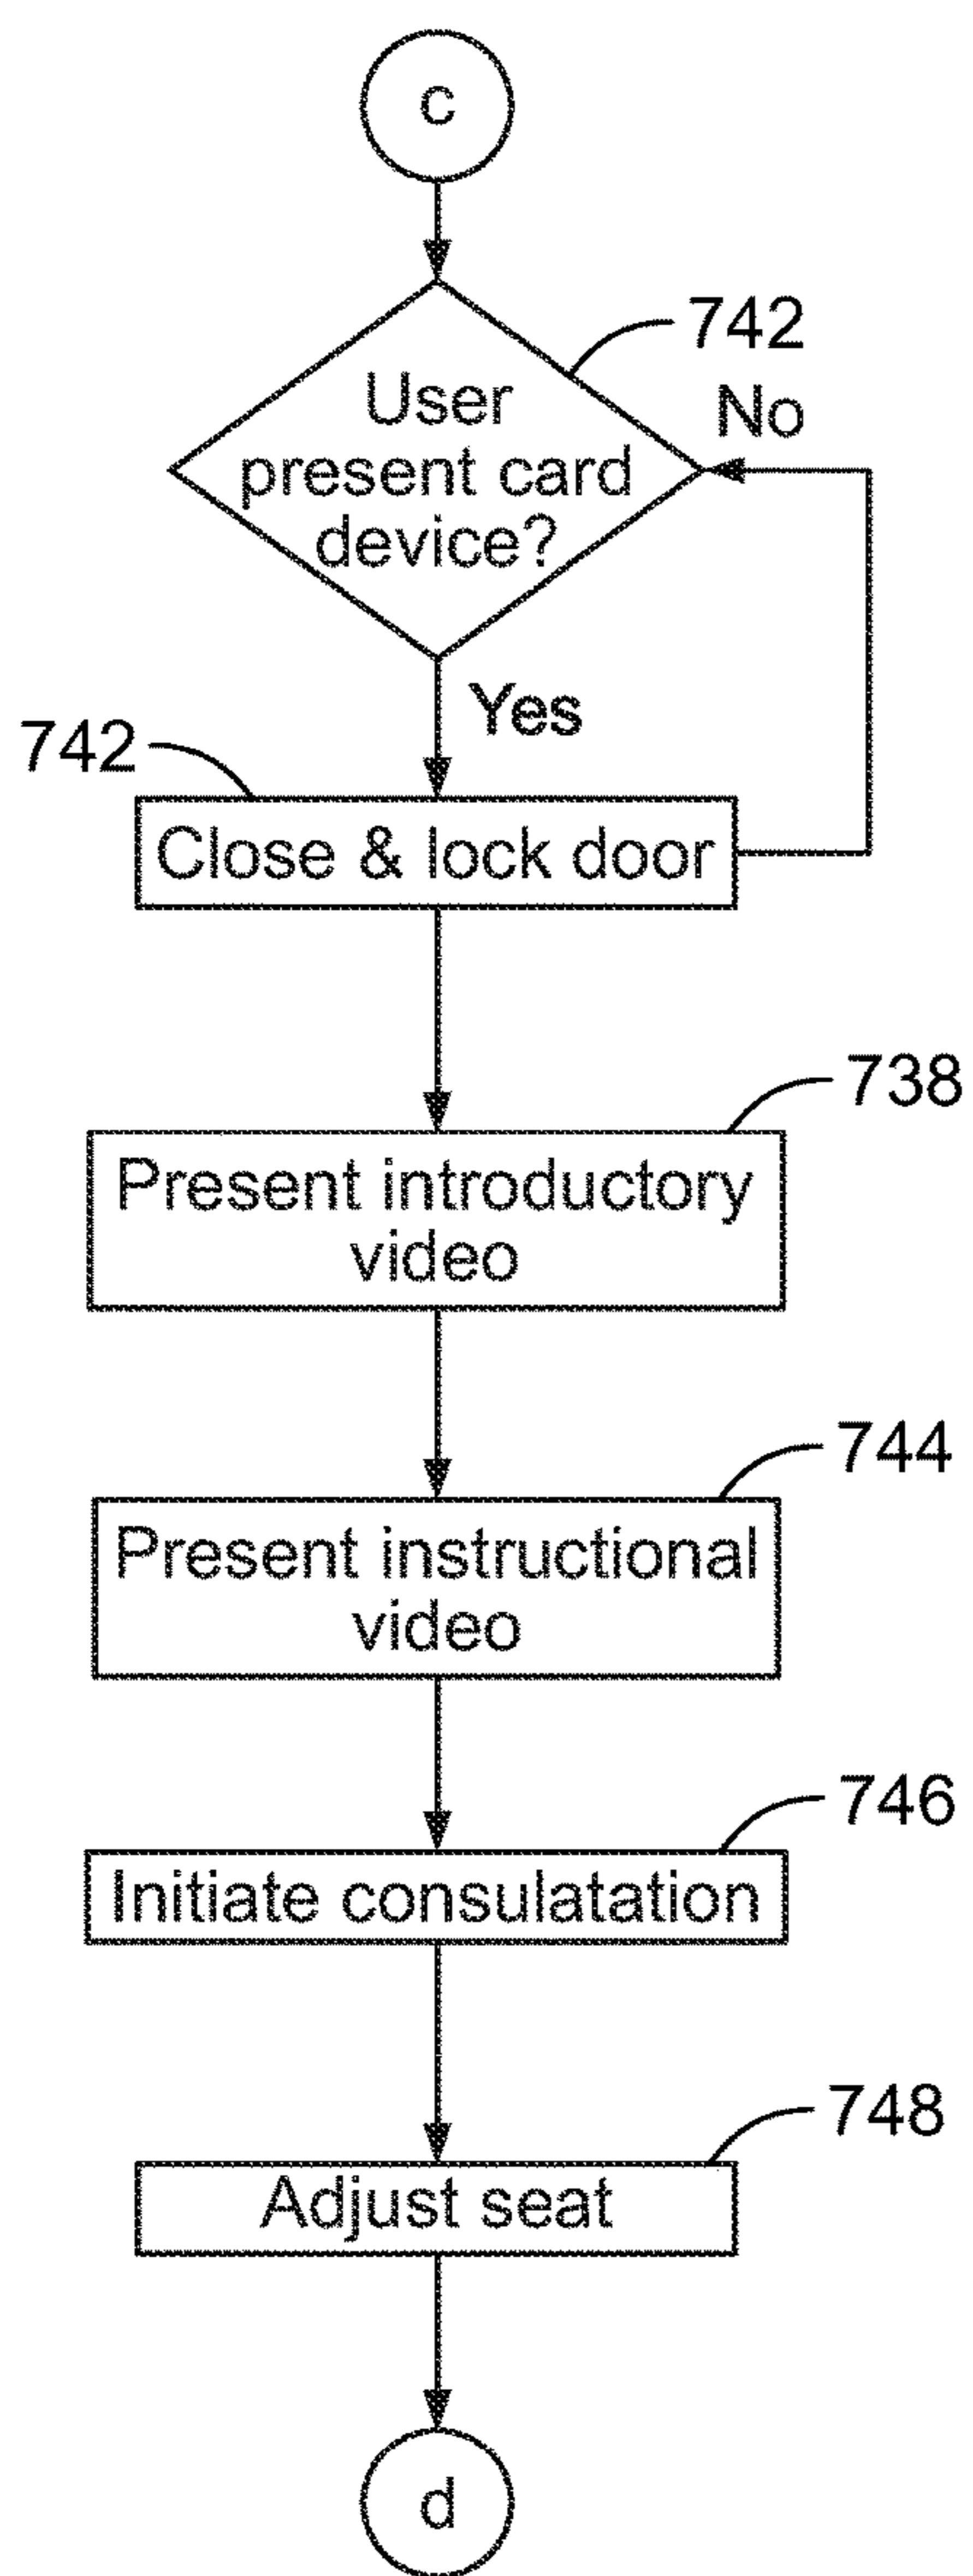 c
742
User
present card
device?
No
Yes
742
Close & lock door
738
Present introductory
video
744
Present instructional
video
746
Initiate consulatation
748
Adjust seat
d